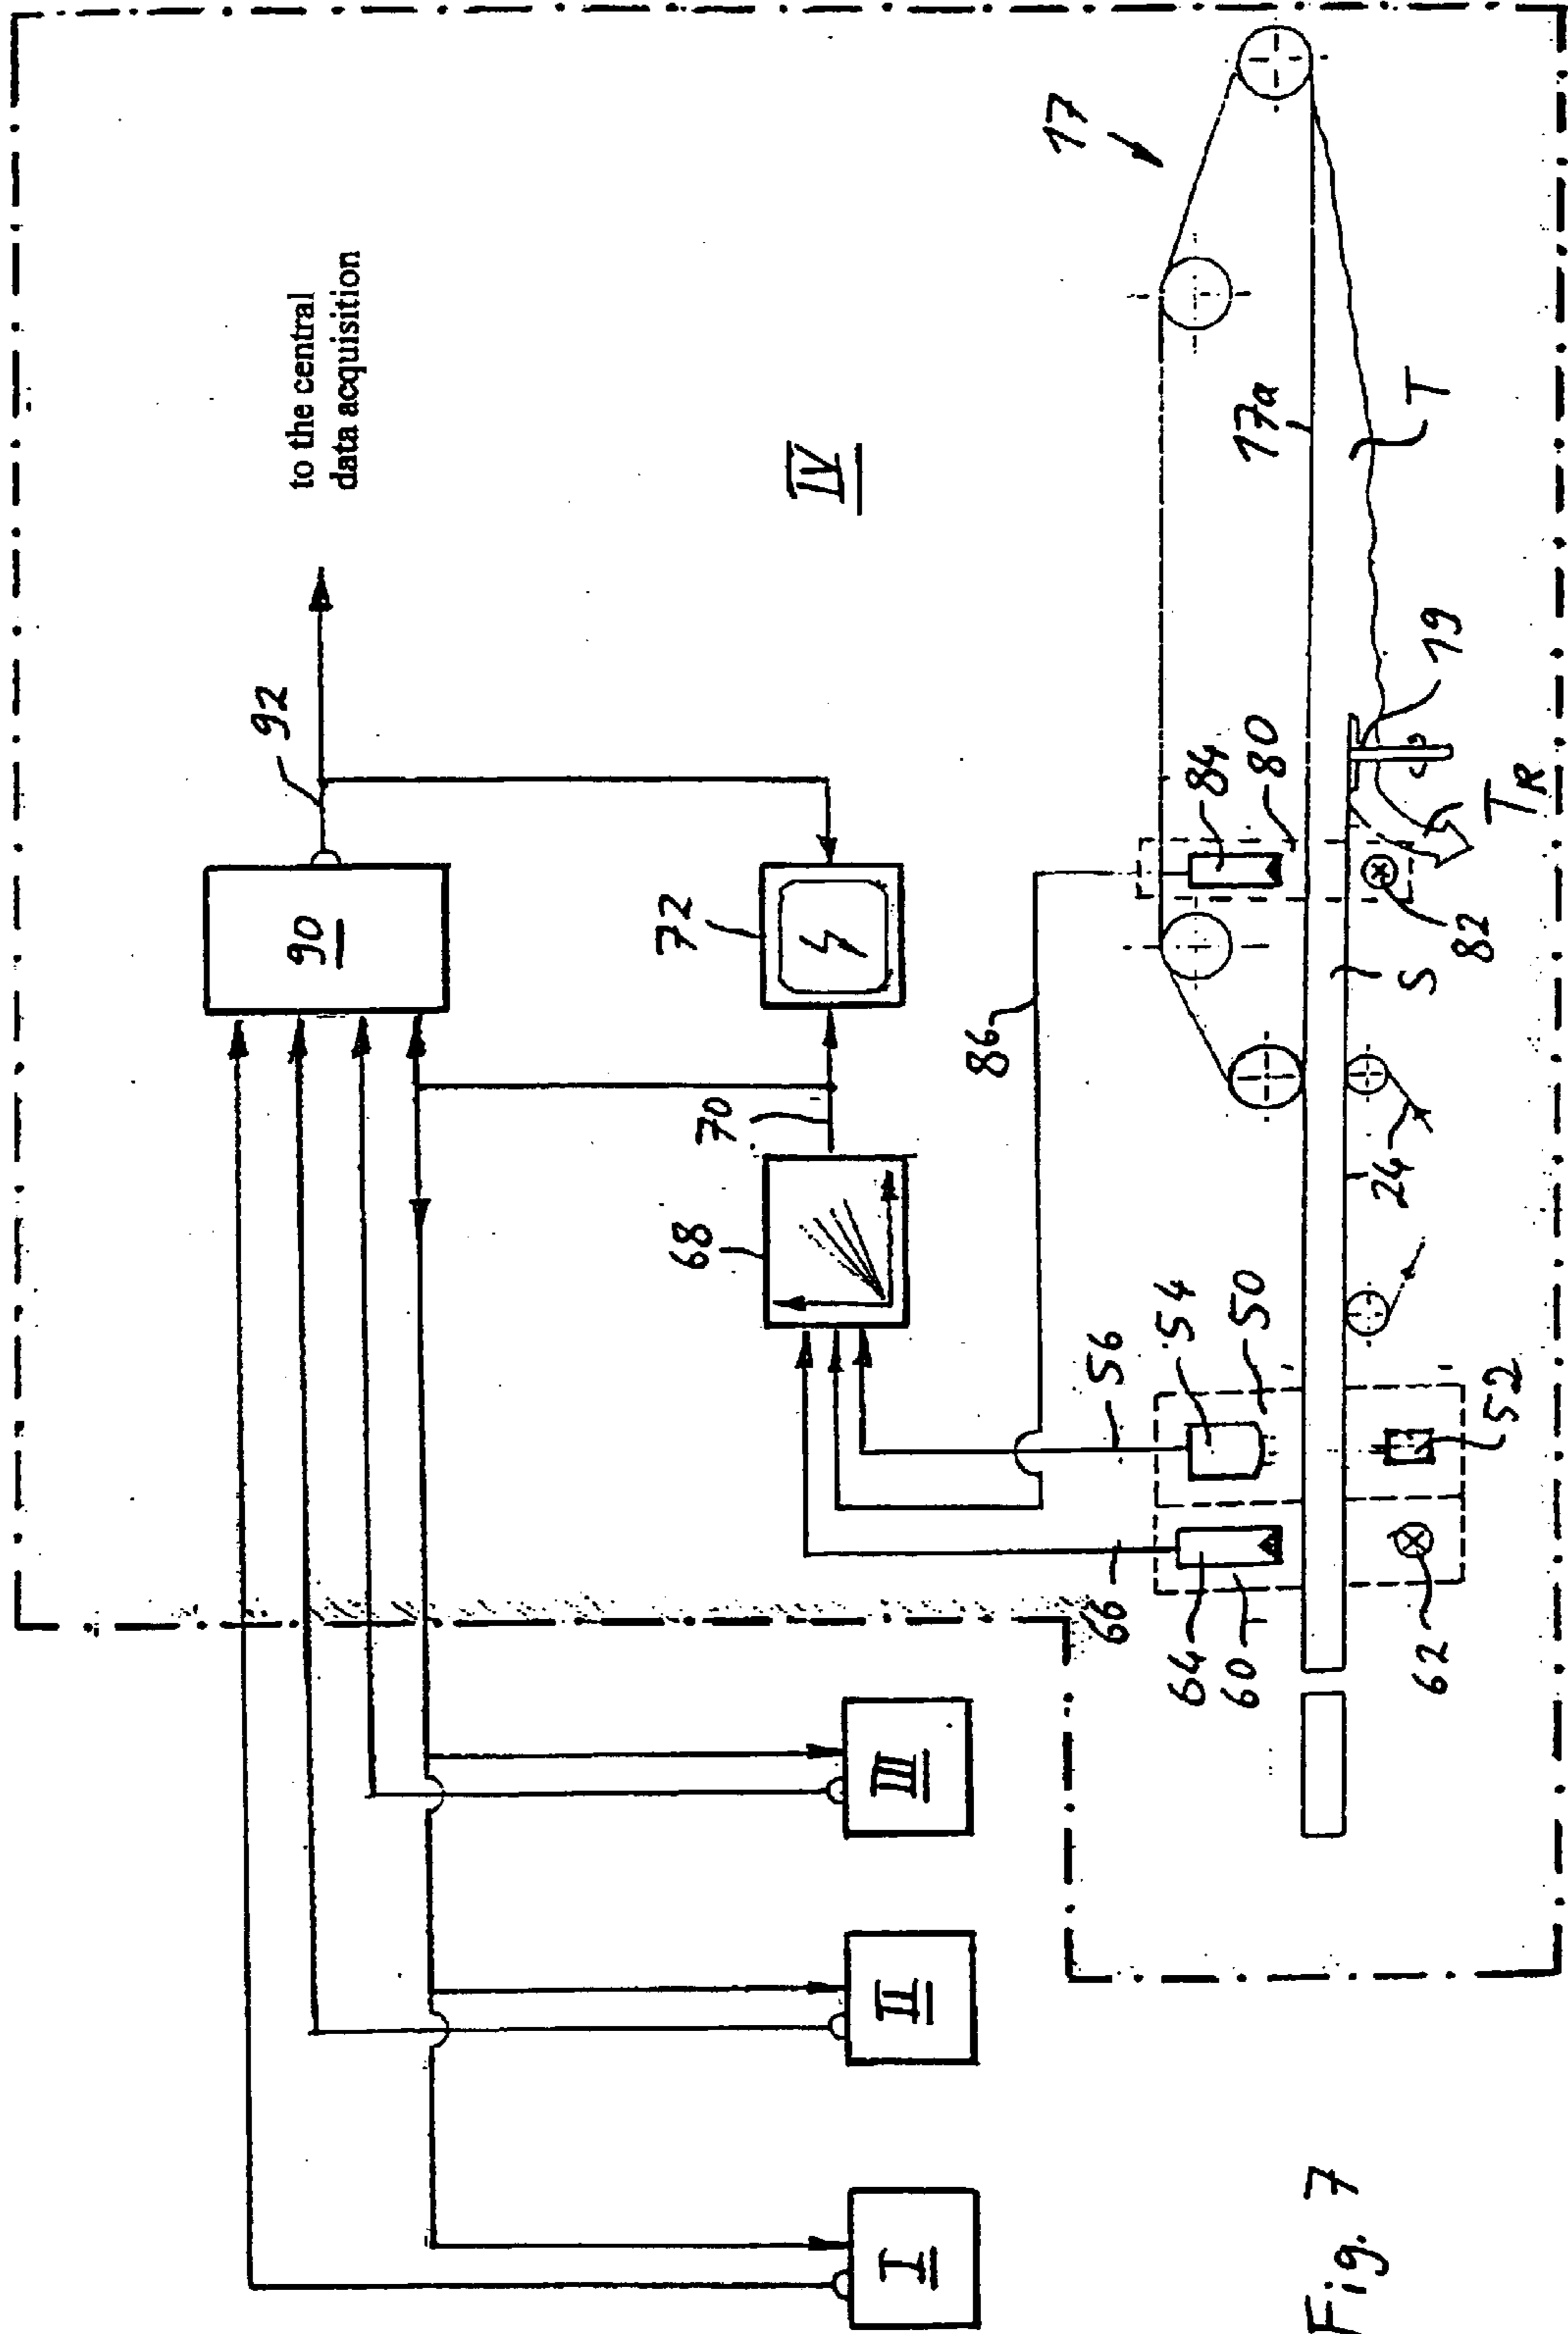 to the central
data acquisition
92
90
IV
17
72
70
68
86
17a
T
84
80
19
T_R
82
S
24
56
54
50
52
66
64
60
62
III
II
I
Fig. 7